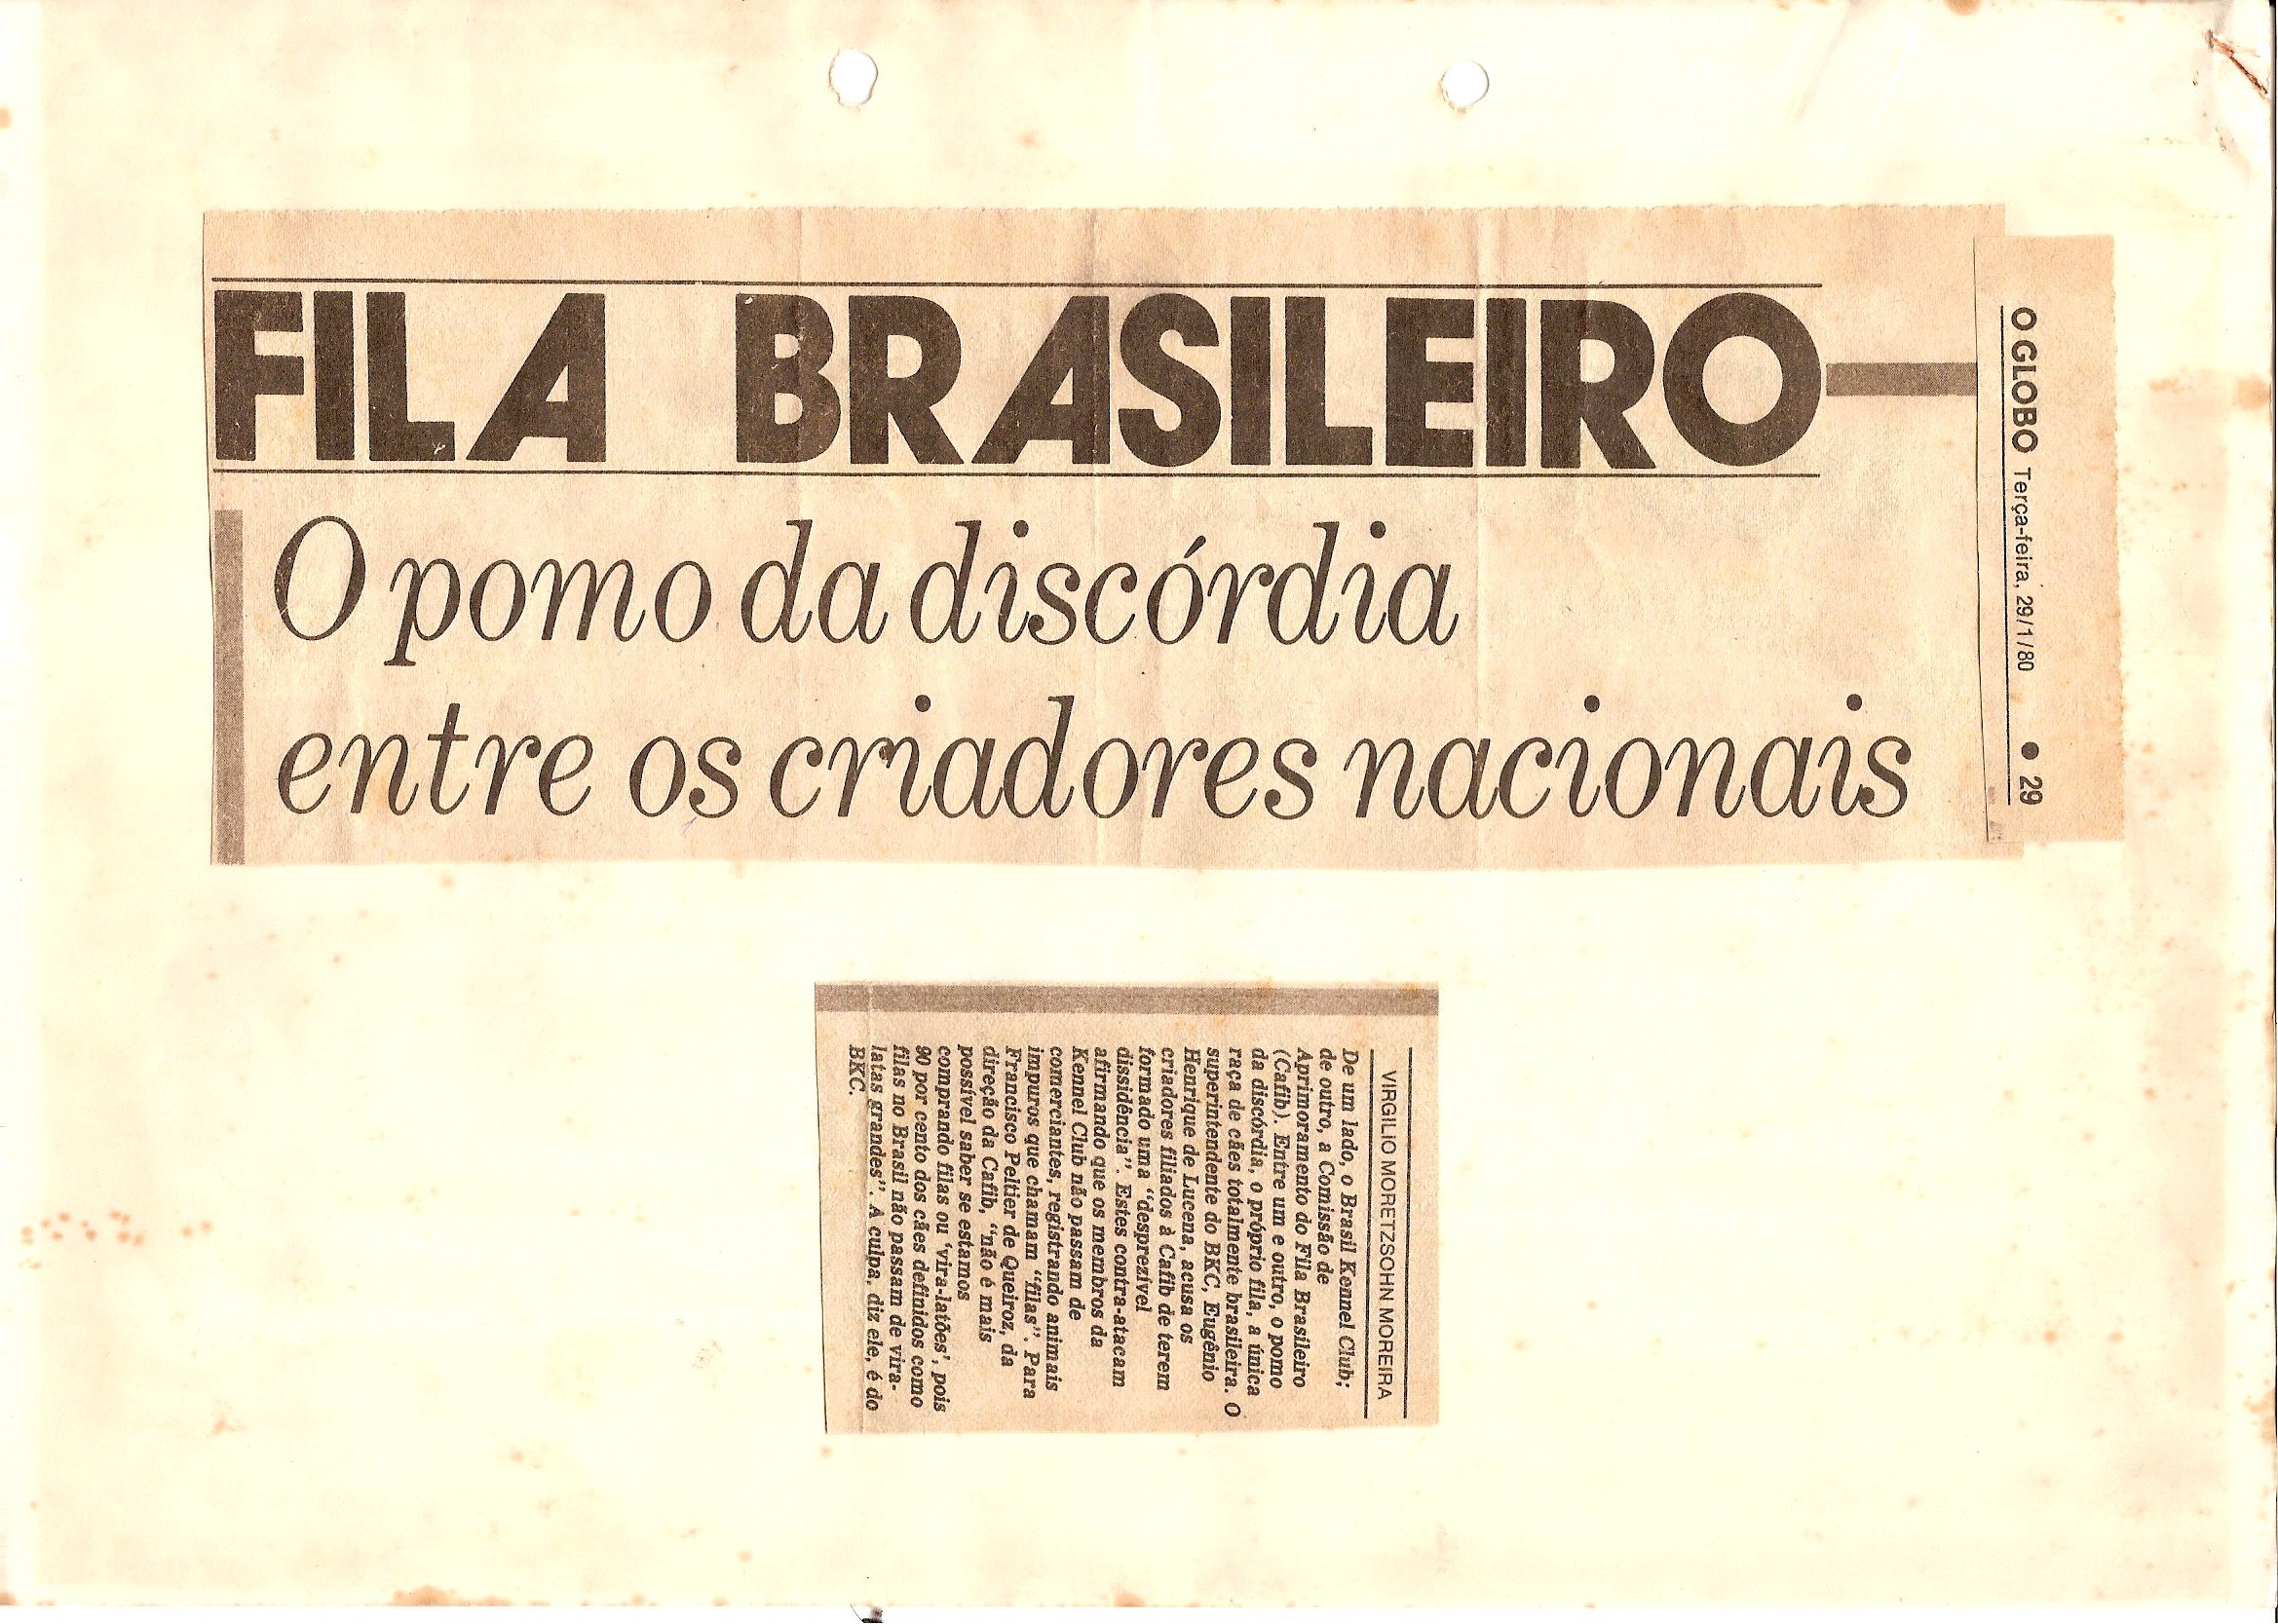 FILA BRASILEIRO
O pomo da discórdia
entre os criadores nacionais
O GLOBO Terça-feira, 29/1/80 ● 29
VIRGILIO MORETZSOHN MOREIRA
De um lado, o Brasil Kennel Club;
de outro, a Comissão de
Aprimoramento do Fila Brasileiro
(Cafib). Entre um e outro, o pomo
da discórdia, o próprio fila, a única
raça de cães totalmente brasileira. O
superintendente do BKC, Eugênio
Henrique de Lucena, acusa os
criadores filiados à Cafib de terem
formado uma "desprezível
dissidência". Estes contra-atacam
afirmando que os membros da
Kennel Club não passam de
comerciantes, registrando animais
impuros que chamam "filas". Para
Francisco Peltier de Queiroz, da
direção da Cafib, "não é mais
possível saber se estamos
comprando filas ou 'vira-latões', pois
90 por cento dos cães definidos como
filas no Brasil não passam de vira-
latas grandes". A culpa, diz ele, é do
BKC.